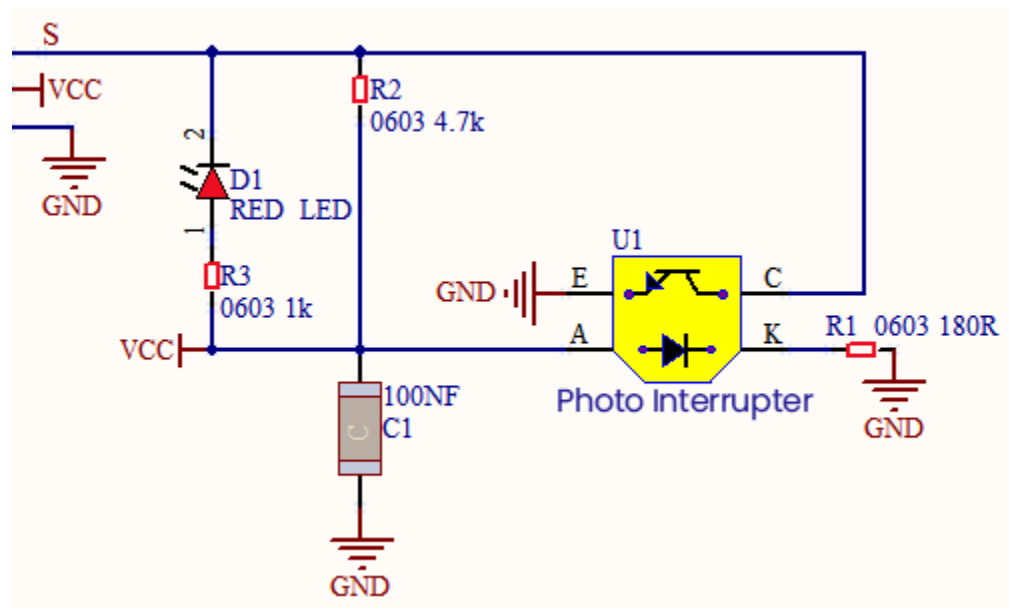 S
VCC
GND
2
D1
RED LED
1
R3
0603 1k
VCC
R2
0603 4.7k
100NF
C1
C
GND
U1
GND
E
C
A
K
Photo Interrupter
R1 0603 180R
GND